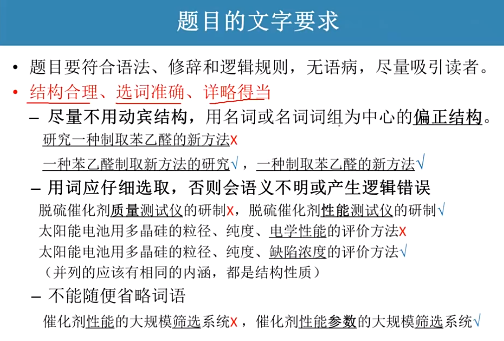 题目的文字要求
• 题目要符合语法、修辞和逻辑规则，无语病，尽量吸引读者。
• 结构合理、选词准确、详略得当
– 尽量不用动宾结构，用名词或名词词组为中心的偏正结构。
研究一种制取苯乙醛的新方法x
一种苯乙醛制取新方法的研究√，一种苯乙醛的新方法√
– 用词应仔细选取，否则会语义不明或产生逻辑错误
脱硫催化剂质量测试仪的研制x，脱硫催化剂性能测试仪的研制√
太阳能电池用多晶硅的粒径、纯度、电学性能的评价方法x
太阳能电池用多晶硅的粒径、纯度、缺陷浓度的评价方法√
（并列的应该有相同的内涵，都是结构性质）
– 不能随便省略词语
催化剂性能的大规模筛选系统x，催化剂性能参数的大规模筛选系统√